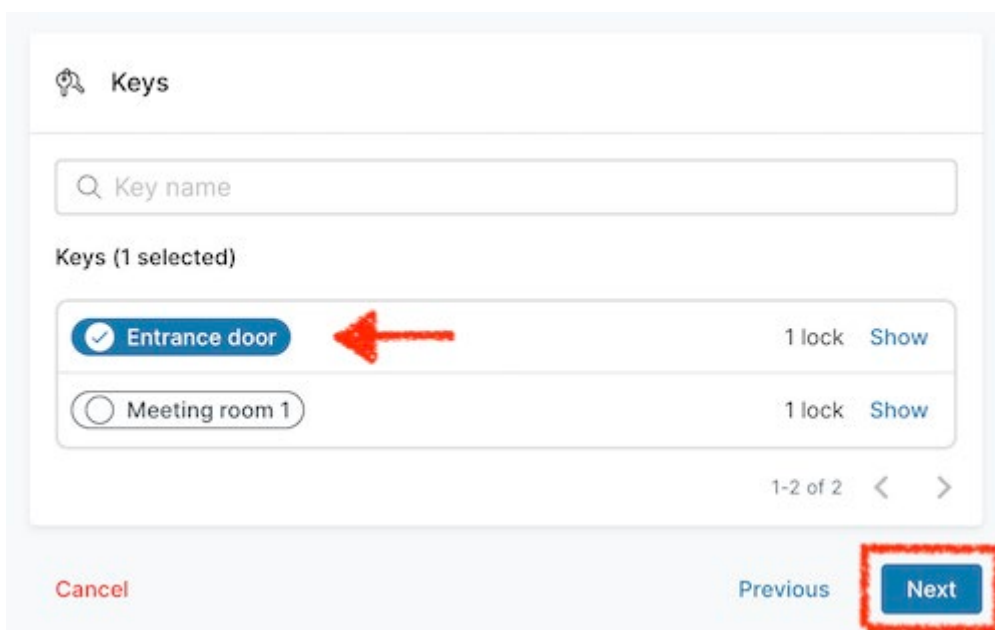 Keys
Key name
Keys (1 selected)
Entrance door 1 lock Show
Meeting room 1 1 lock Show
1-2 of 2
Cancel Previous Next